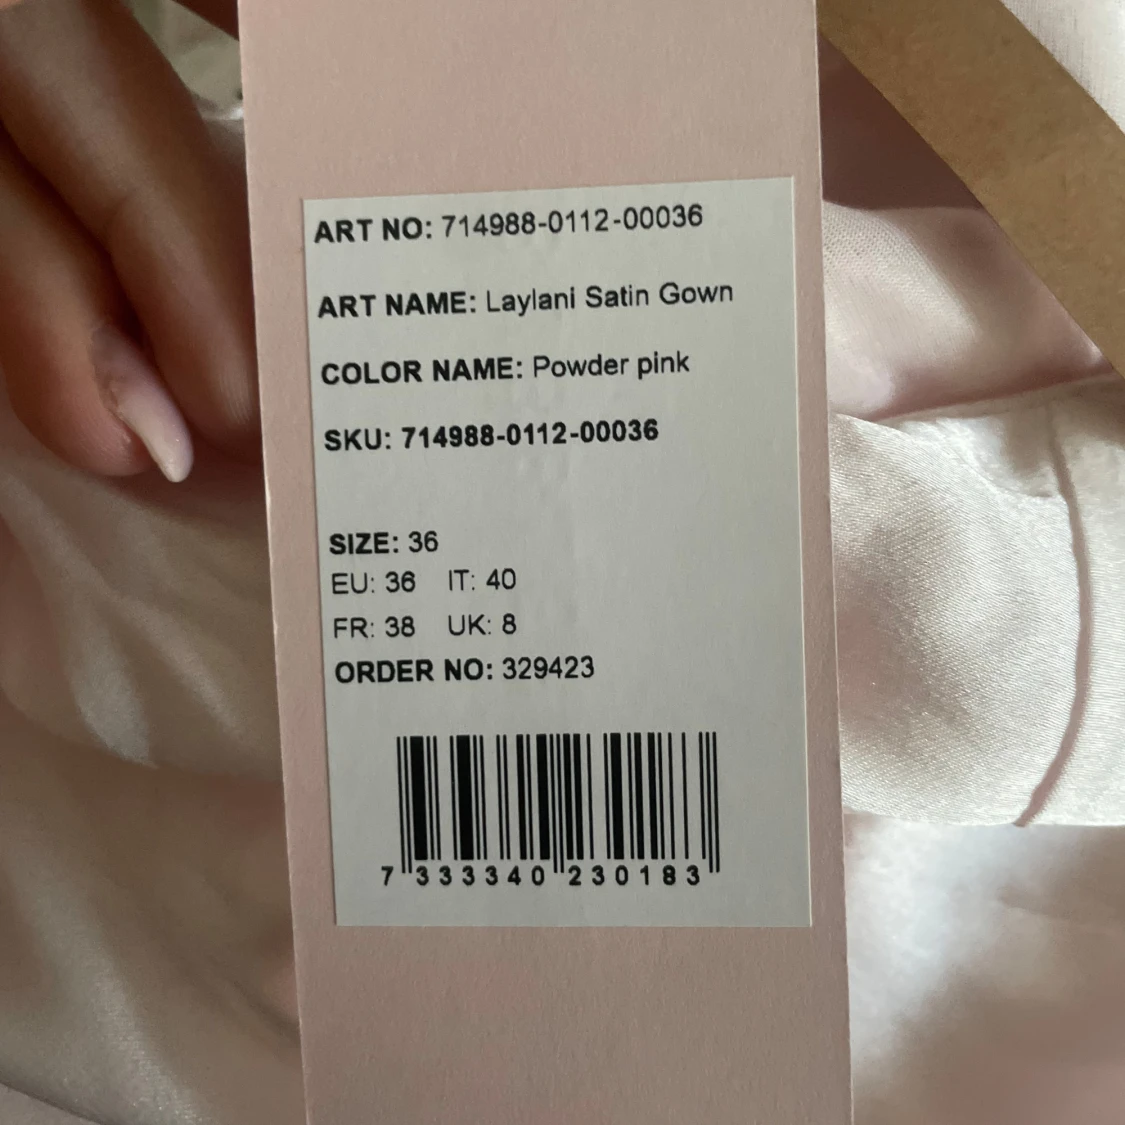 ART NO: 714988-0112-00036
ART NAME: Laylani Satin Gown
COLOR NAME: Powder pink
SKU: 714988-0112-00036
SIZE: 36
EU: 36 IT: 40
FR: 38 UK: 8
ORDER NO: 329423
7 333340 230183